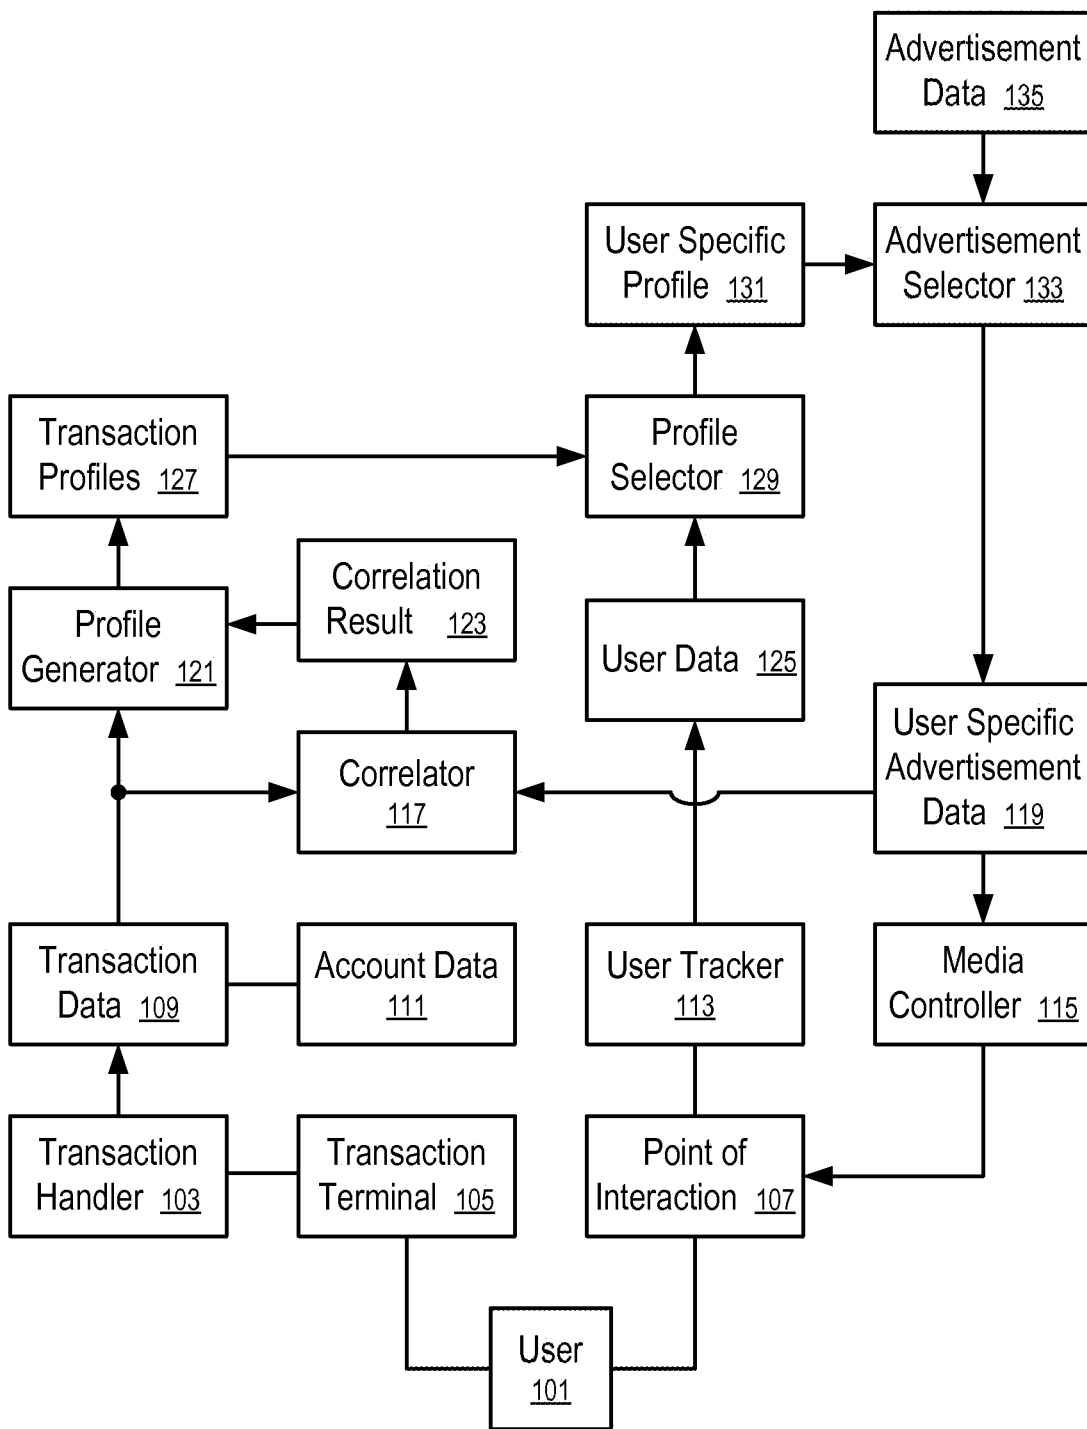 Advertisement
Data 135
User Specific
Profile 131
Advertisement
Selector 133
Transaction
Profiles 127
Profile
Selector 129
Correlation
Result 123
Profile
Generator 121
User Data 125
User Specific
Advertisement
Data 119
Correlator
117
Transaction
Data 109
Account Data
111
User Tracker
113
Media
Controller 115
Transaction
Handler 103
Transaction
Terminal 105
Point of
Interaction 107
User
101